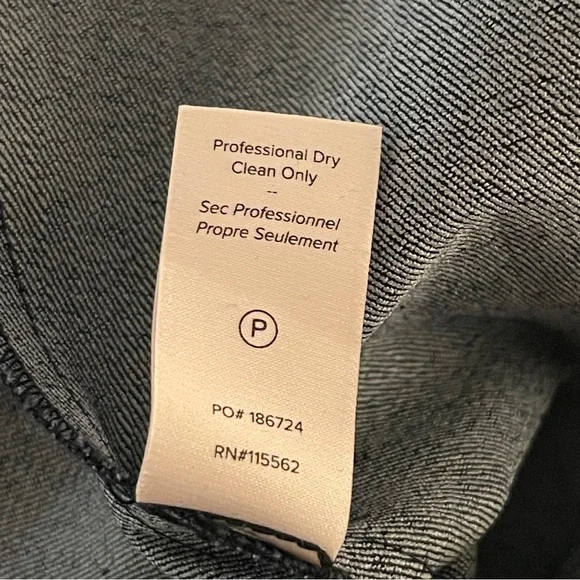 Professional Dry
Clean Only
--
Sec Professionnel
Propre Seulement
P
PO# 186724
RN#115562